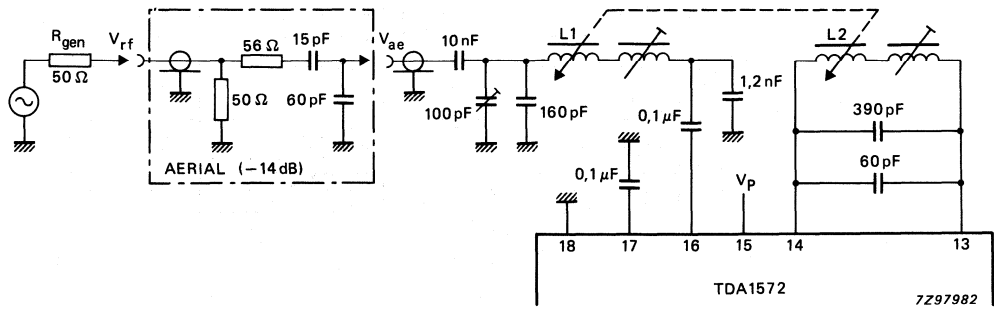 R_gen
50 Ω
V_rf
56 Ω
15 pF
50 Ω
60 pF
AERIAL (−14 dB)
V_ae
10 nF
100 pF
160 pF
L1
0,1 μF
1,2 nF
0,1 μF
V_P
L2
390 pF
60 pF
18
17
16
15
14
13
TDA1572
7Z97982